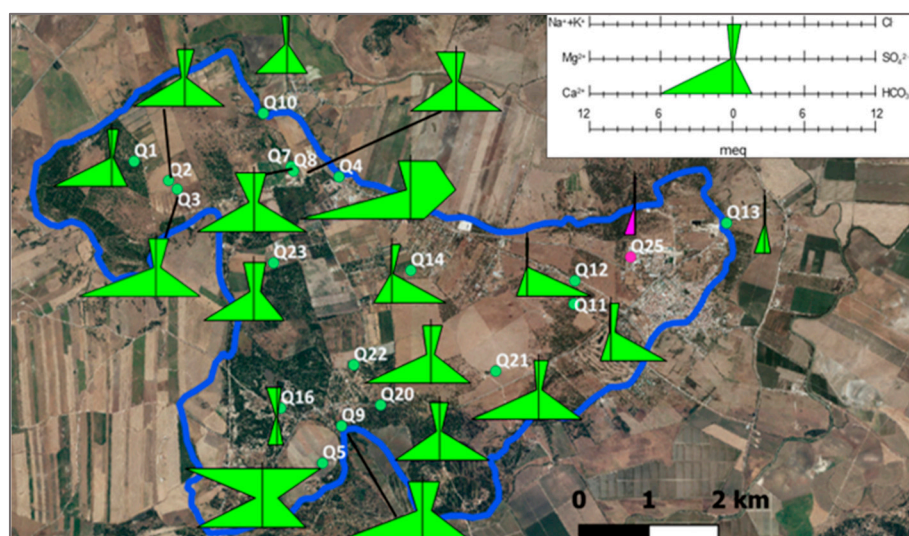 Na⁺+K⁺ Cl
Mg²⁺ SO₄²⁻
Ca²⁺ HCO₃
12 6 0 6 12
meq
Q10
Q1
Q7
Q8
Q4
Q2
Q3
Q13
Q23
Q14
Q25
Q12
Q11
Q22
Q21
Q16
Q20
Q9
Q5
0 1 2 km